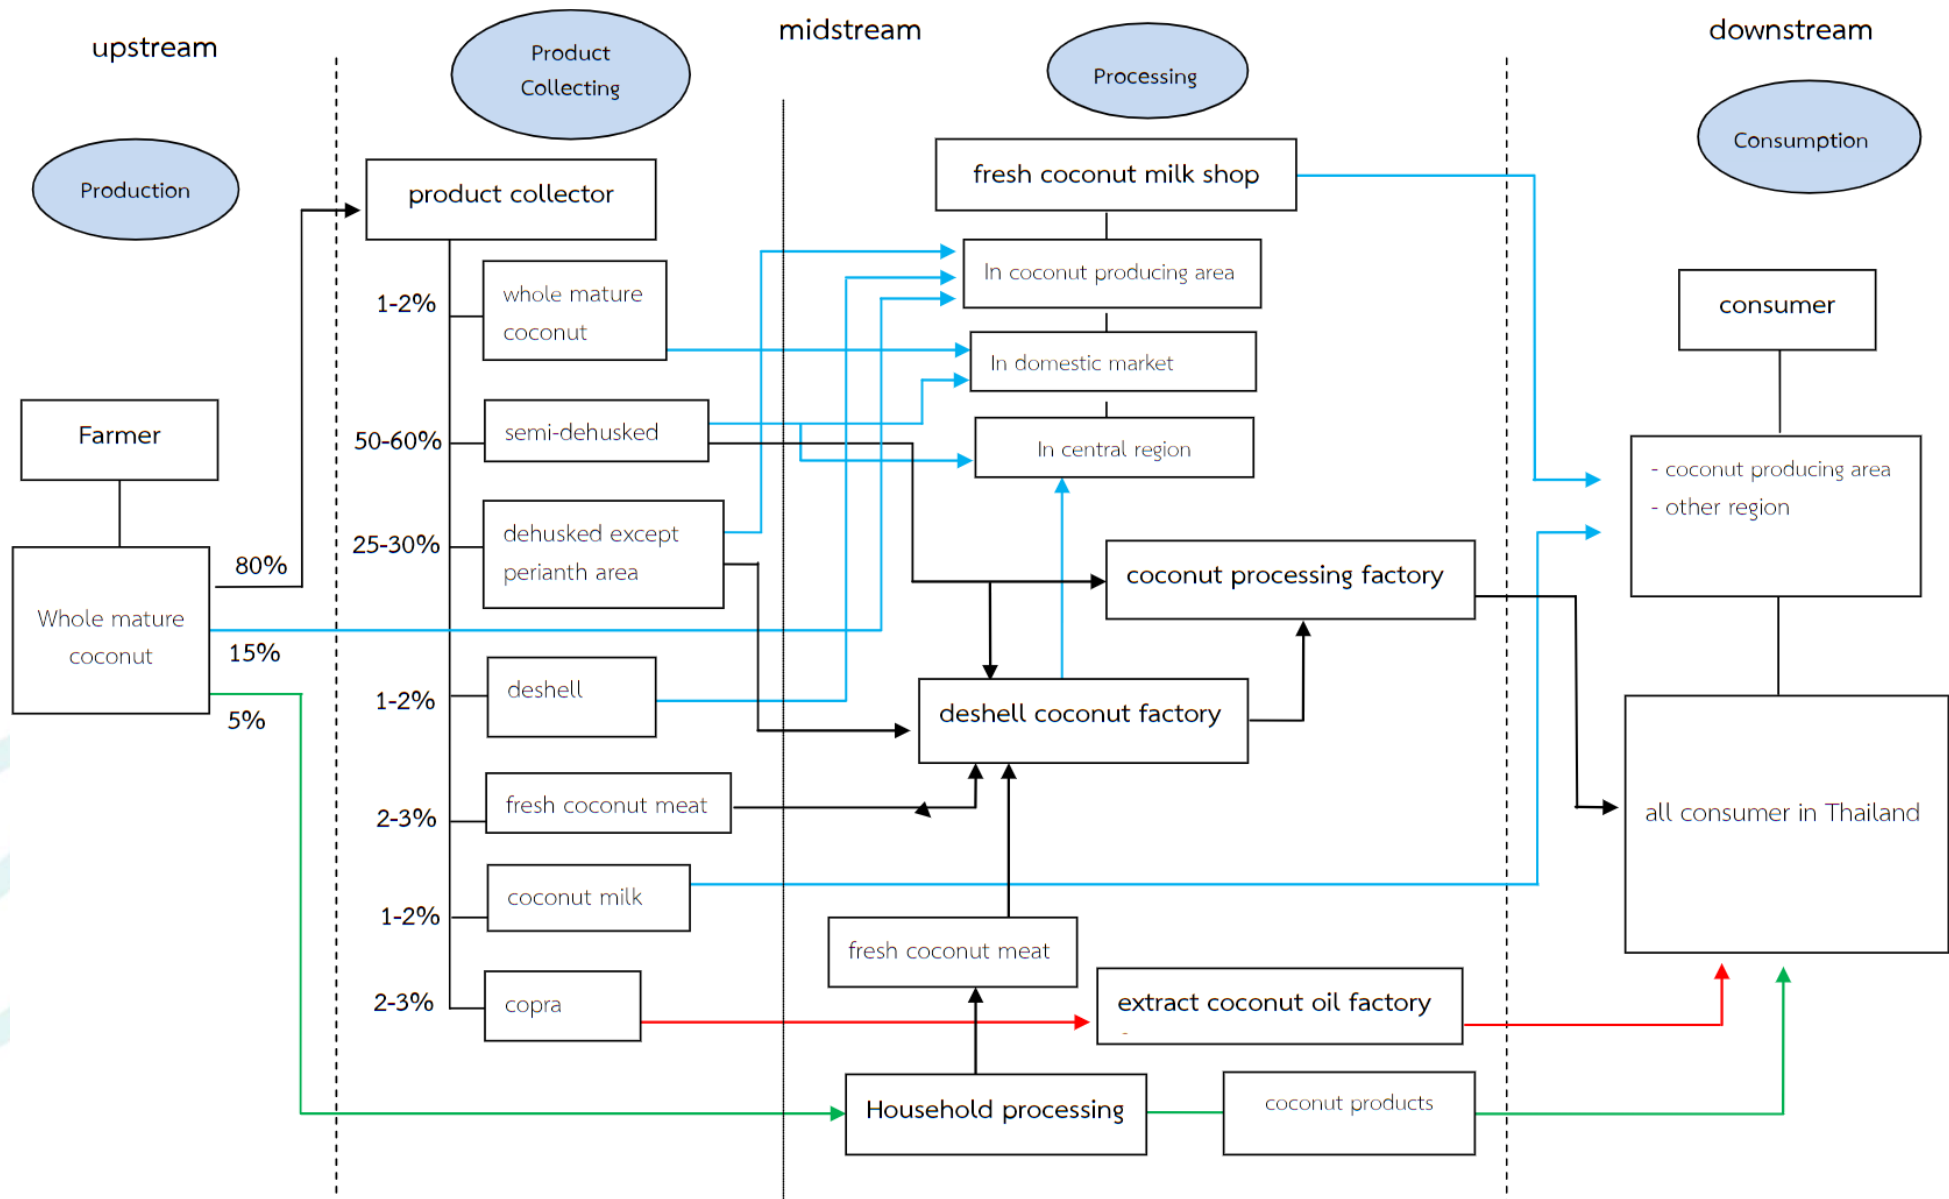 upstream
midstream
downstream
Product
Collecting
Processing
Consumption
Production
product collector
fresh coconut milk shop
In coconut producing area
whole mature
coconut
1-2%
In domestic market
consumer
Farmer
semi-dehusked
50-60%
In central region
- coconut producing area
- other region
dehusked except
perianth area
25-30%
80%
coconut processing factory
Whole mature
coconut
15%
5%
deshell
1-2%
deshell coconut factory
fresh coconut meat
2-3%
all consumer in Thailand
coconut milk
1-2%
fresh coconut meat
copra
2-3%
extract coconut oil factory
-
Household processing
coconut products